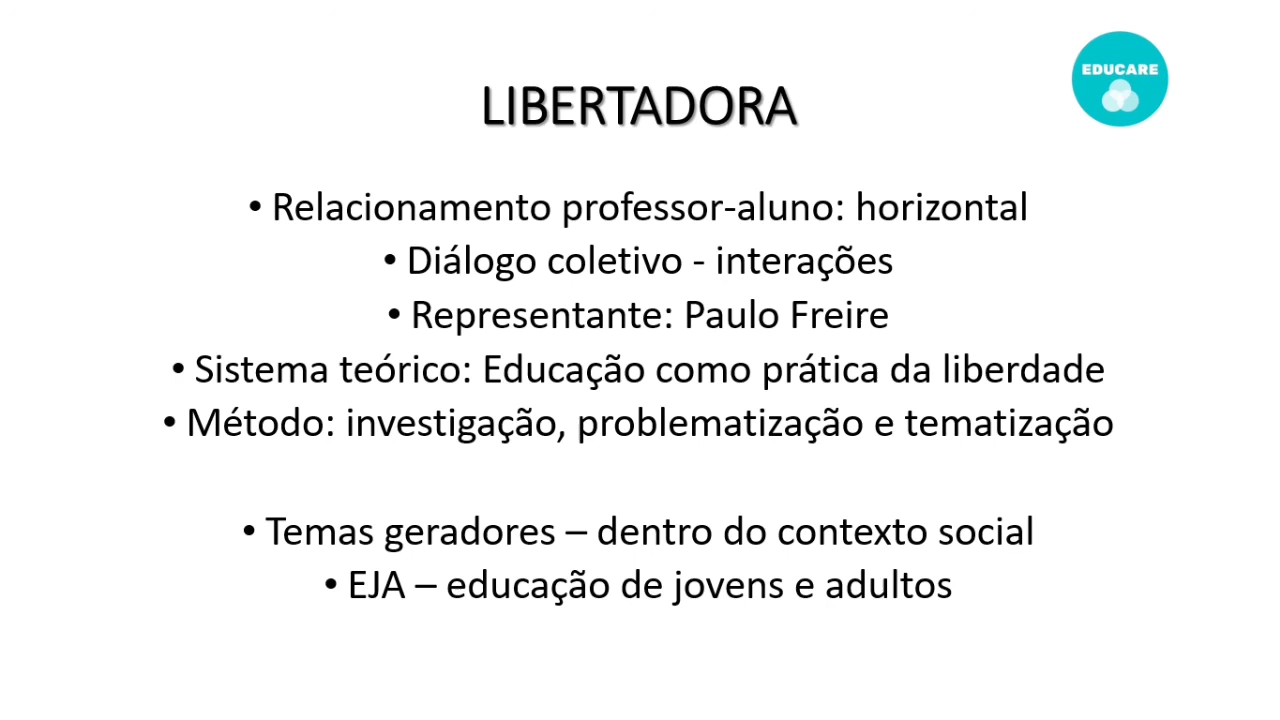 EDUCARE
LIBERTADORA
• Relacionamento professor-aluno: horizontal
• Diálogo coletivo - interações
• Representante: Paulo Freire
• Sistema teórico: Educação como prática da liberdade
• Método: investigação, problematização e tematização
• Temas geradores – dentro do contexto social
• EJA – educação de jovens e adultos